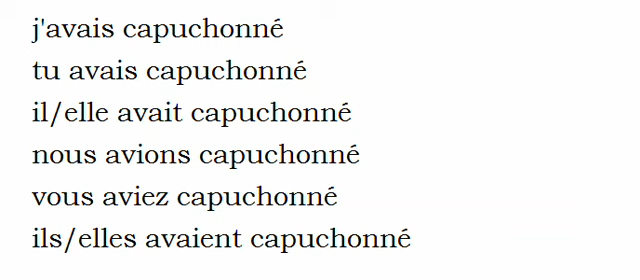 j'avais capuchonné
tu avais capuchonné
il/elle avait capuchonné
nous avions capuchonné
vous aviez capuchonné
ils/elles avaient capuchonné